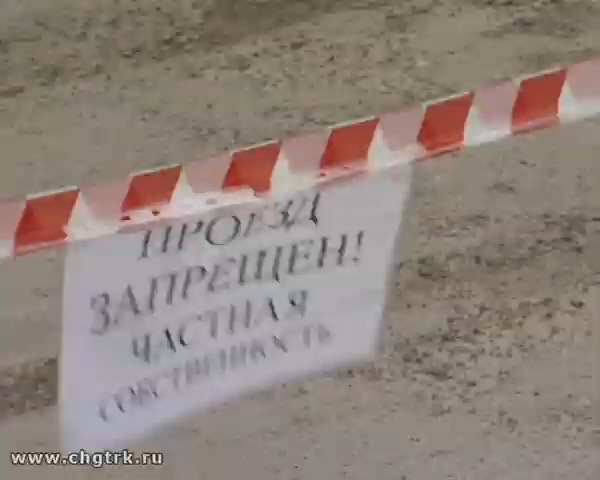 ПРОЕЗД
ЗАПРЕЩЕН!
ЧАСТНАЯ
СОБСТВЕННОСТЬ
www.chgtrk.ru